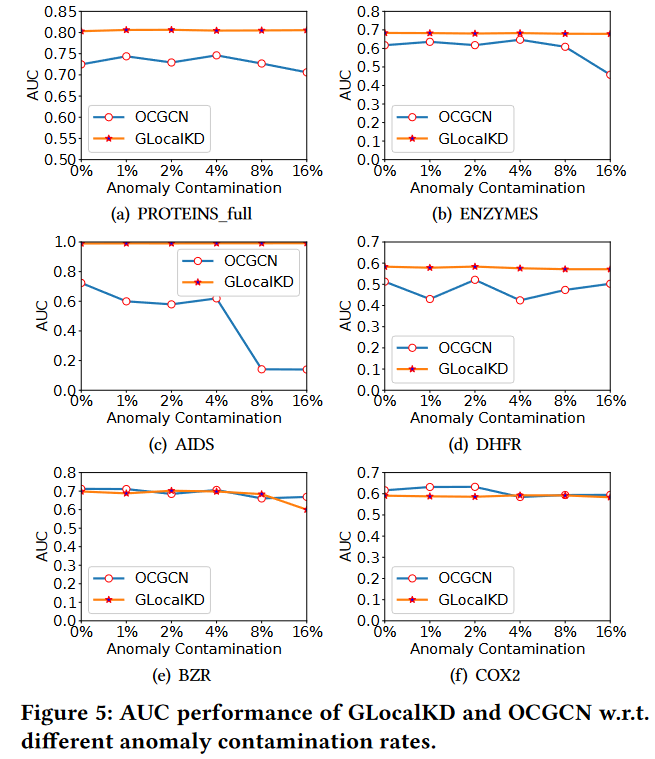 0.85
0.80
0.75
0.70
0.65
0.60
0.55
0.50
AUC
OCGCN
GLocalKD
0% 1% 2% 4% 8% 16%
Anomaly Contamination
(a) PROTEINS_full
0.8
0.7
0.6
0.5
0.4
0.3
0.2
0.1
0.0
AUC
OCGCN
GLocalKD
0% 1% 2% 4% 8% 16%
Anomaly Contamination
(b) ENZYMES
1.0
0.8
0.6
0.4
0.2
0.0
AUC
OCGCN
GLocalKD
0% 1% 2% 4% 8% 16%
Anomaly Contamination
(c) AIDS
0.7
0.6
0.5
0.4
0.3
0.2
0.1
0.0
AUC
OCGCN
GLocalKD
0% 1% 2% 4% 8% 16%
Anomaly Contamination
(d) DHFR
0.8
0.7
0.6
0.5
0.4
0.3
0.2
0.1
0.0
AUC
OCGCN
GLocalKD
0% 1% 2% 4% 8% 16%
Anomaly Contamination
(e) BZR
0.7
0.6
0.5
0.4
0.3
0.2
0.1
0.0
AUC
OCGCN
GLocalKD
0% 1% 2% 4% 8% 16%
Anomaly Contamination
(f) COX2
Figure 5: AUC performance of GLocalKD and OCGCN w.r.t.
different anomaly contamination rates.